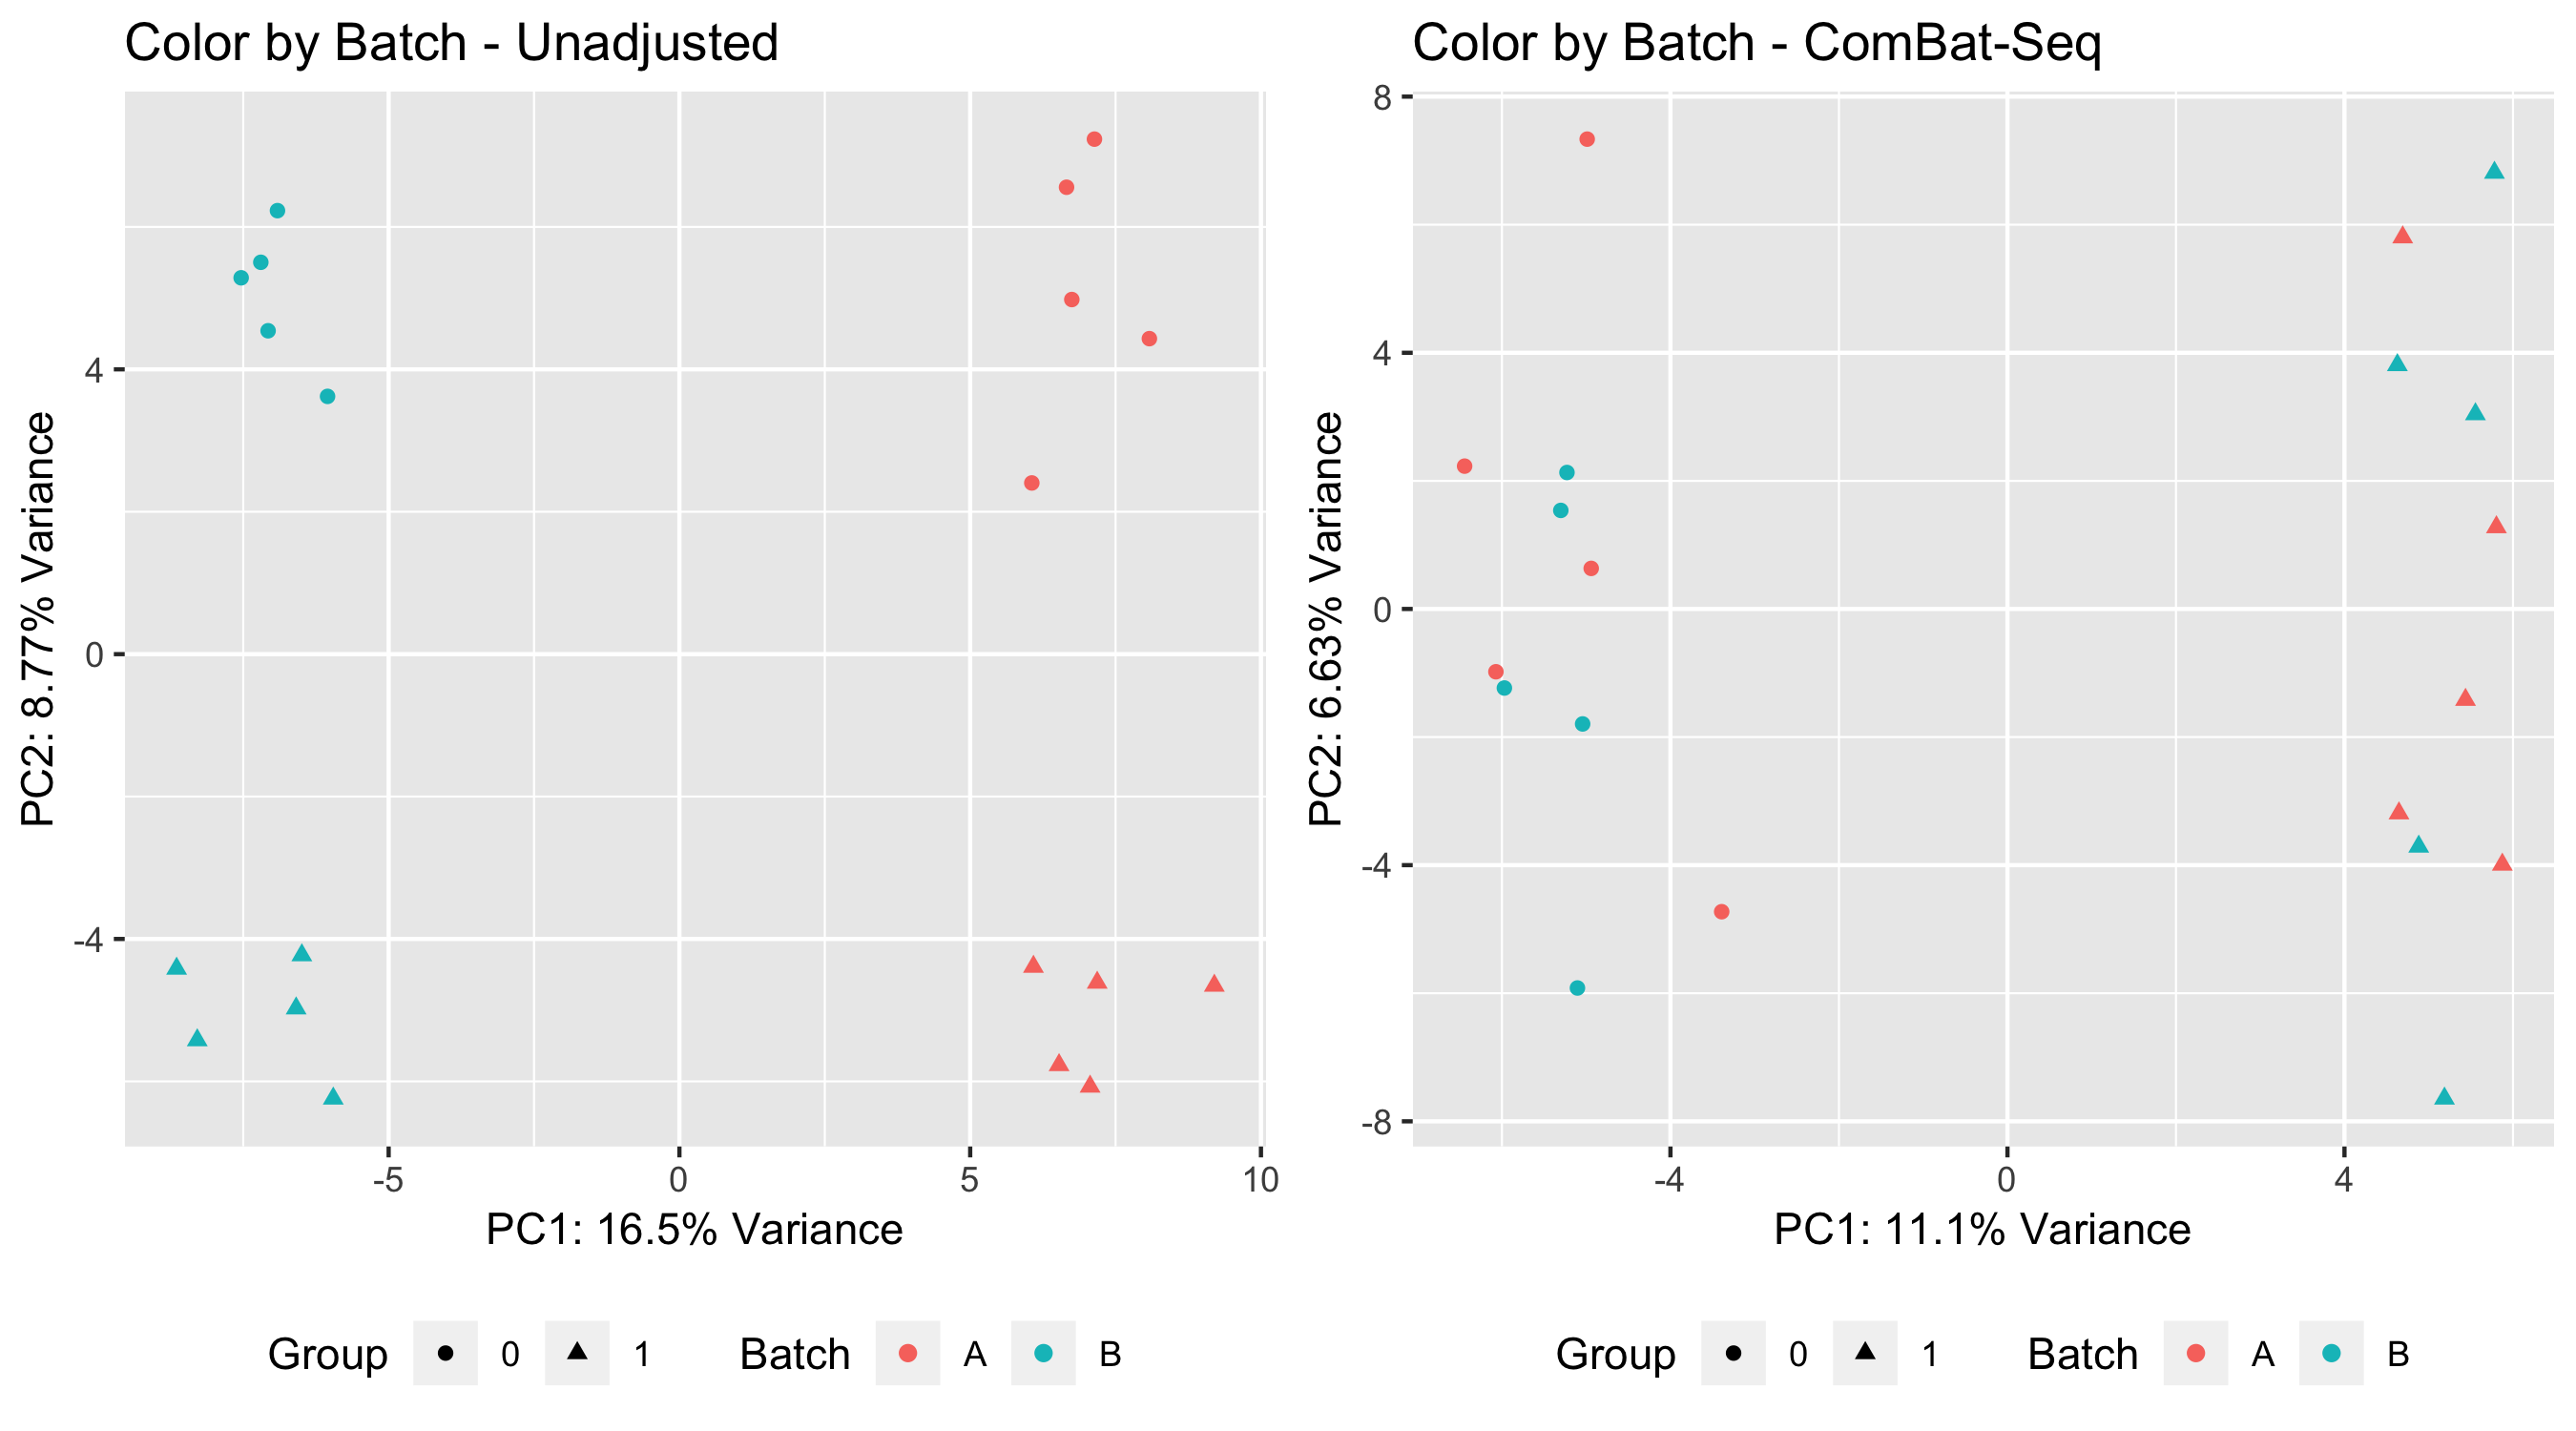 Color by Batch - Unadjusted
PC2: 8.77% Variance
4
0
-4
-5 0 5 10
PC1: 16.5% Variance
Group 0 1 Batch A B
Color by Batch - ComBat-Seq
PC2: 6.63% Variance
8
4
0
-4
-8
-4 0 4
PC1: 11.1% Variance
Group 0 1 Batch A B